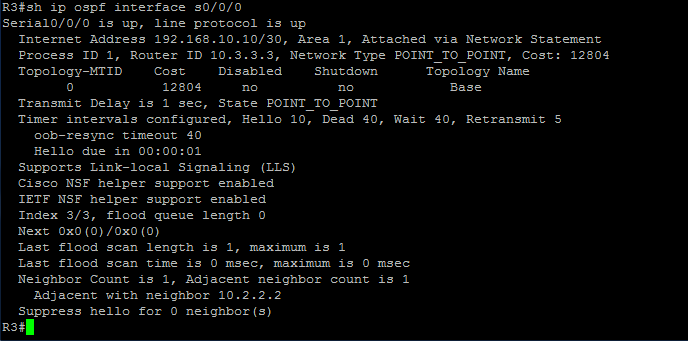 R3#sh ip ospf interface s0/0/0
Serial0/0/0 is up, line protocol is up
  Internet Address 192.168.10.10/30, Area 1, Attached via Network Statement
  Process ID 1, Router ID 10.3.3.3, Network Type POINT_TO_POINT, Cost: 12804
  Topology-MTID    Cost    Disabled    Shutdown      Topology Name
        0           12804     no          no            Base
  Transmit Delay is 1 sec, State POINT_TO_POINT
  Timer intervals configured, Hello 10, Dead 40, Wait 40, Retransmit 5
    oob-resync timeout 40
    Hello due in 00:00:01
  Supports Link-local Signaling (LLS)
  Cisco NSF helper support enabled
  IETF NSF helper support enabled
  Index 3/3, flood queue length 0
  Next 0x0(0)/0x0(0)
  Last flood scan length is 1, maximum is 1
  Last flood scan time is 0 msec, maximum is 0 msec
  Neighbor Count is 1, Adjacent neighbor count is 1
    Adjacent with neighbor 10.2.2.2
  Suppress hello for 0 neighbor(s)
R3#